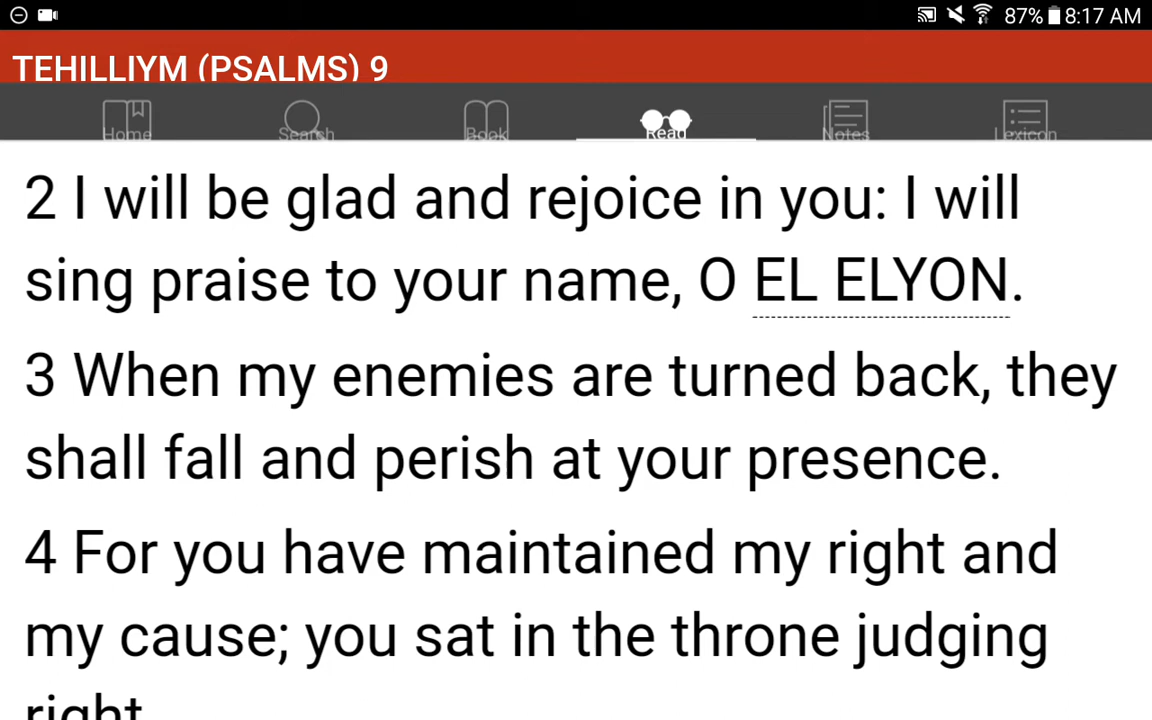 87% 8:17 AM
TEHILLIYM (PSALMS) 9
Home Search Book Read Notes Lexicon
2 I will be glad and rejoice in you: I will
sing praise to your name, O EL ELYON.
3 When my enemies are turned back, they
shall fall and perish at your presence.
4 For you have maintained my right and
my cause; you sat in the throne judging
right